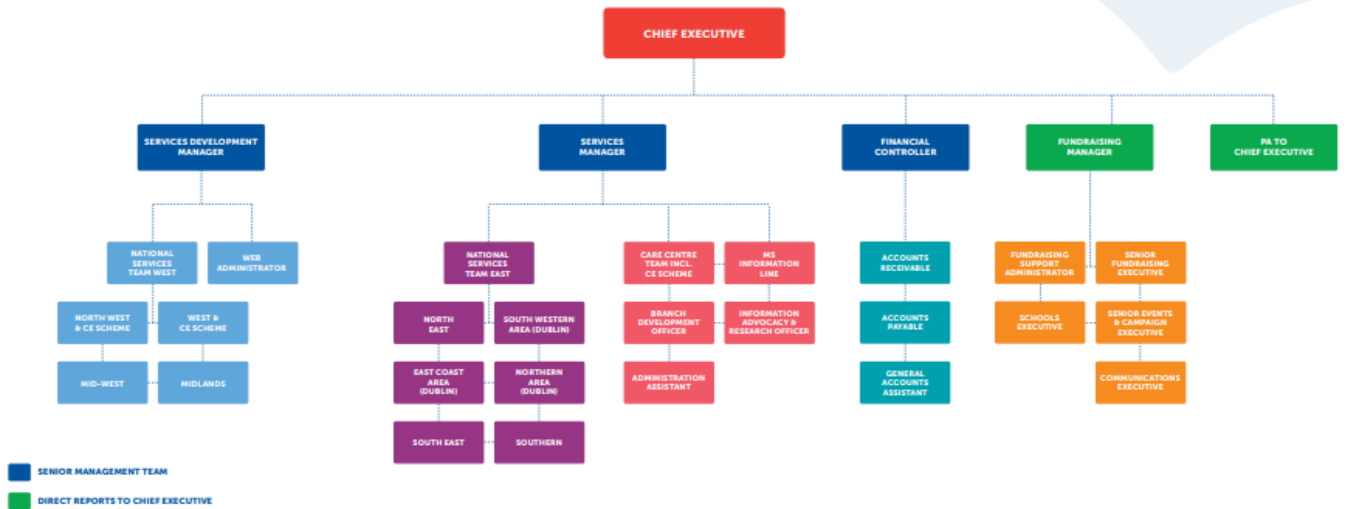 CHIEF EXECUTIVE
SERVICES DEVELOPMENT
MANAGER
SERVICES
MANAGER
FINANCIAL
CONTROLLER
FUNDRAISING
MANAGER
PA TO
CHIEF EXECUTIVE
NATIONAL
SERVICES
TEAM WEST
WEB
ADMINISTRATOR
NORTH WEST
& CE SCHEME
WEST &
CE SCHEME
MID-WEST
MIDLANDS
NATIONAL
SERVICES
TEAM EAST
NORTH
EAST
SOUTH WESTERN
AREA (DUBLIN)
EAST COAST
AREA
(DUBLIN)
NORTHERN
AREA
(DUBLIN)
SOUTH EAST
SOUTHERN
CARE CENTRE
TEAM INCL.
CE SCHEME
MS
INFORMATION
LINE
BRANCH
DEVELOPMENT
OFFICER
INFORMATION
ADVOCACY &
RESEARCH OFFICER
ADMINISTRATION
ASSISTANT
ACCOUNTS
RECEIVABLE
ACCOUNTS
PAYABLE
GENERAL
ACCOUNTS
ASSISTANT
FUNDRAISING
SUPPORT
ADMINISTRATOR
SENIOR
FUNDRAISING
EXECUTIVE
SCHOOLS
EXECUTIVE
SENIOR EVENTS
& CAMPAIGN
EXECUTIVE
COMMUNICATIONS
EXECUTIVE
SENIOR MANAGEMENT TEAM
DIRECT REPORTS TO CHIEF EXECUTIVE